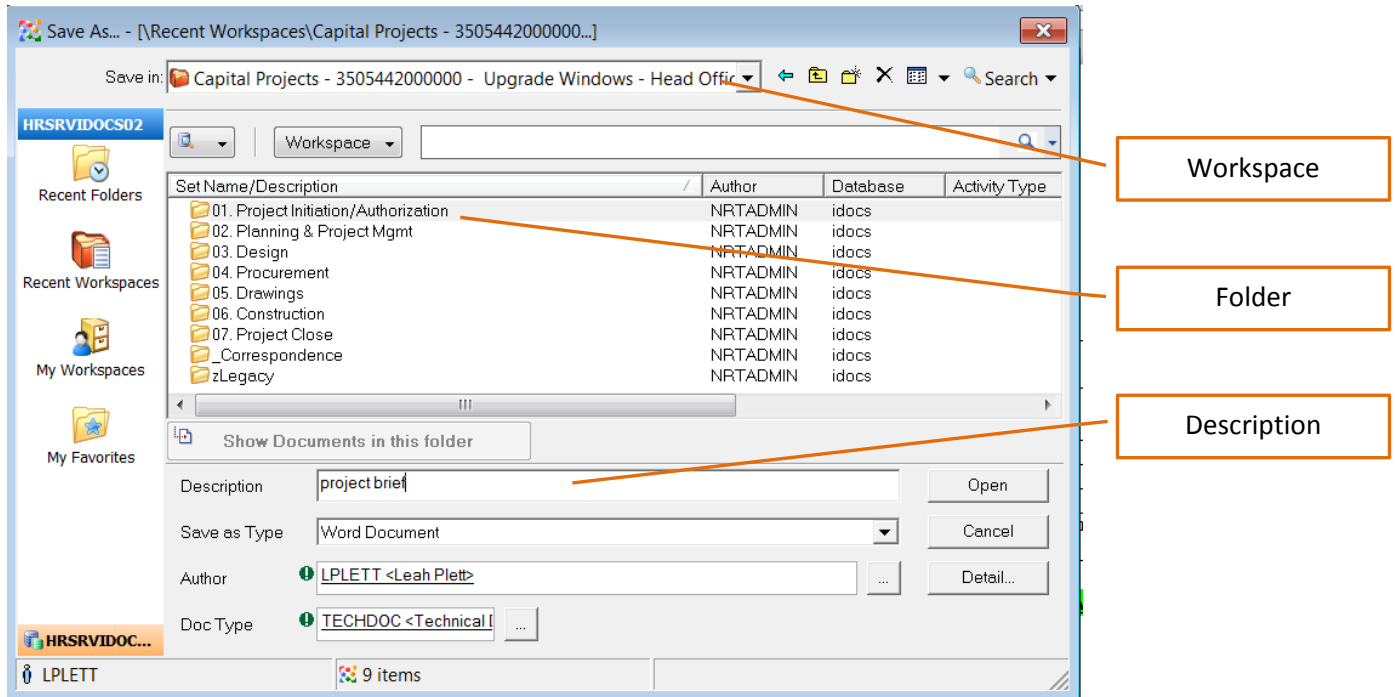 Save As... - [\Recent Workspaces\Capital Projects - 3505442000000...]
Save in: Capital Projects - 3505442000000 - Upgrade Windows - Head Offic
Search
HRSRVIDOCS02
Workspace
Workspace
Set Name/Description Author Database Activity Type
Recent Folders
01. Project Initiation/Authorization NRTADMIN idocs
02. Planning & Project Mgmt NRTADMIN idocs
03. Design NRTADMIN idocs
04. Procurement NRTADMIN idocs
Recent Workspaces
05. Drawings NRTADMIN idocs
Folder
06. Construction NRTADMIN idocs
07. Project Close NRTADMIN idocs
_Correspondence NRTADMIN idocs
My Workspaces
zLegacy NRTADMIN idocs
Description
Show Documents in this folder
My Favorites
Description project brief Open
Save as Type Word Document Cancel
Author LPLETT <Leah Plett> ... Detail...
Doc Type TECHDOC <Technical ...
HRSRVIDOC...
LPLETT 9 items